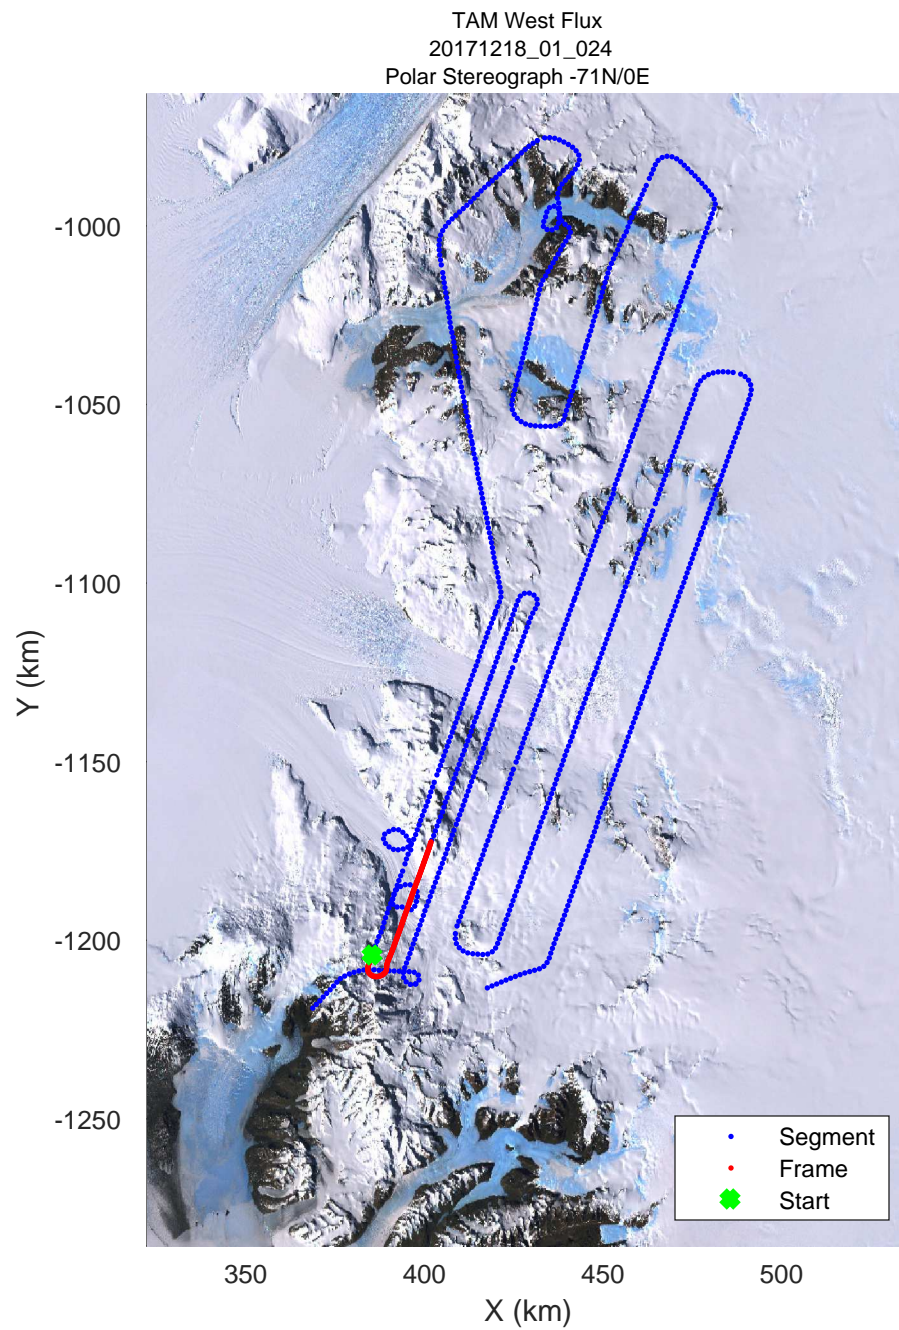 TAM West Flux
20171218_01_024
Polar Stereograph -71N/0E
-1000
-1050
-1100
-1150
-1200
-1250
Y (km)
350
400
450
500
X (km)
Segment
Frame
Start